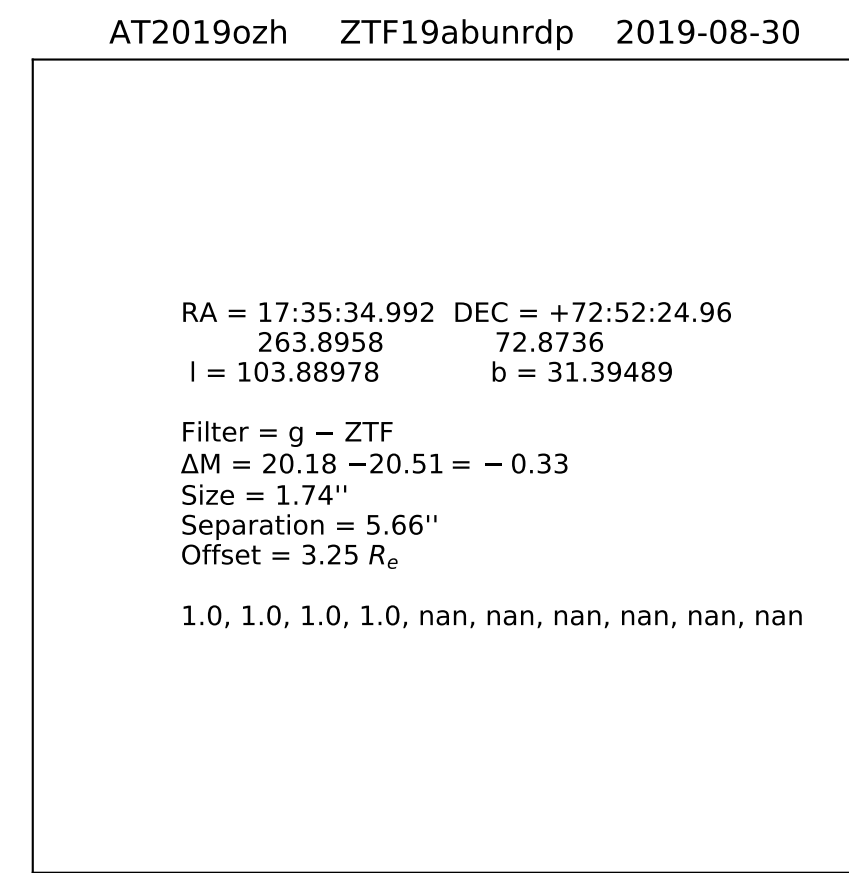 AT2019ozh ZTF19abunrdp 2019-08-30
RA = 17:35:34.992 DEC = +72:52:24.96
263.8958 72.8736
l = 103.88978 b = 31.39489
Filter = g − ZTF
ΔM = 20.18 −20.51 = − 0.33
Size = 1.74''
Separation = 5.66''
Offset = 3.25 Re
1.0, 1.0, 1.0, 1.0, nan, nan, nan, nan, nan, nan